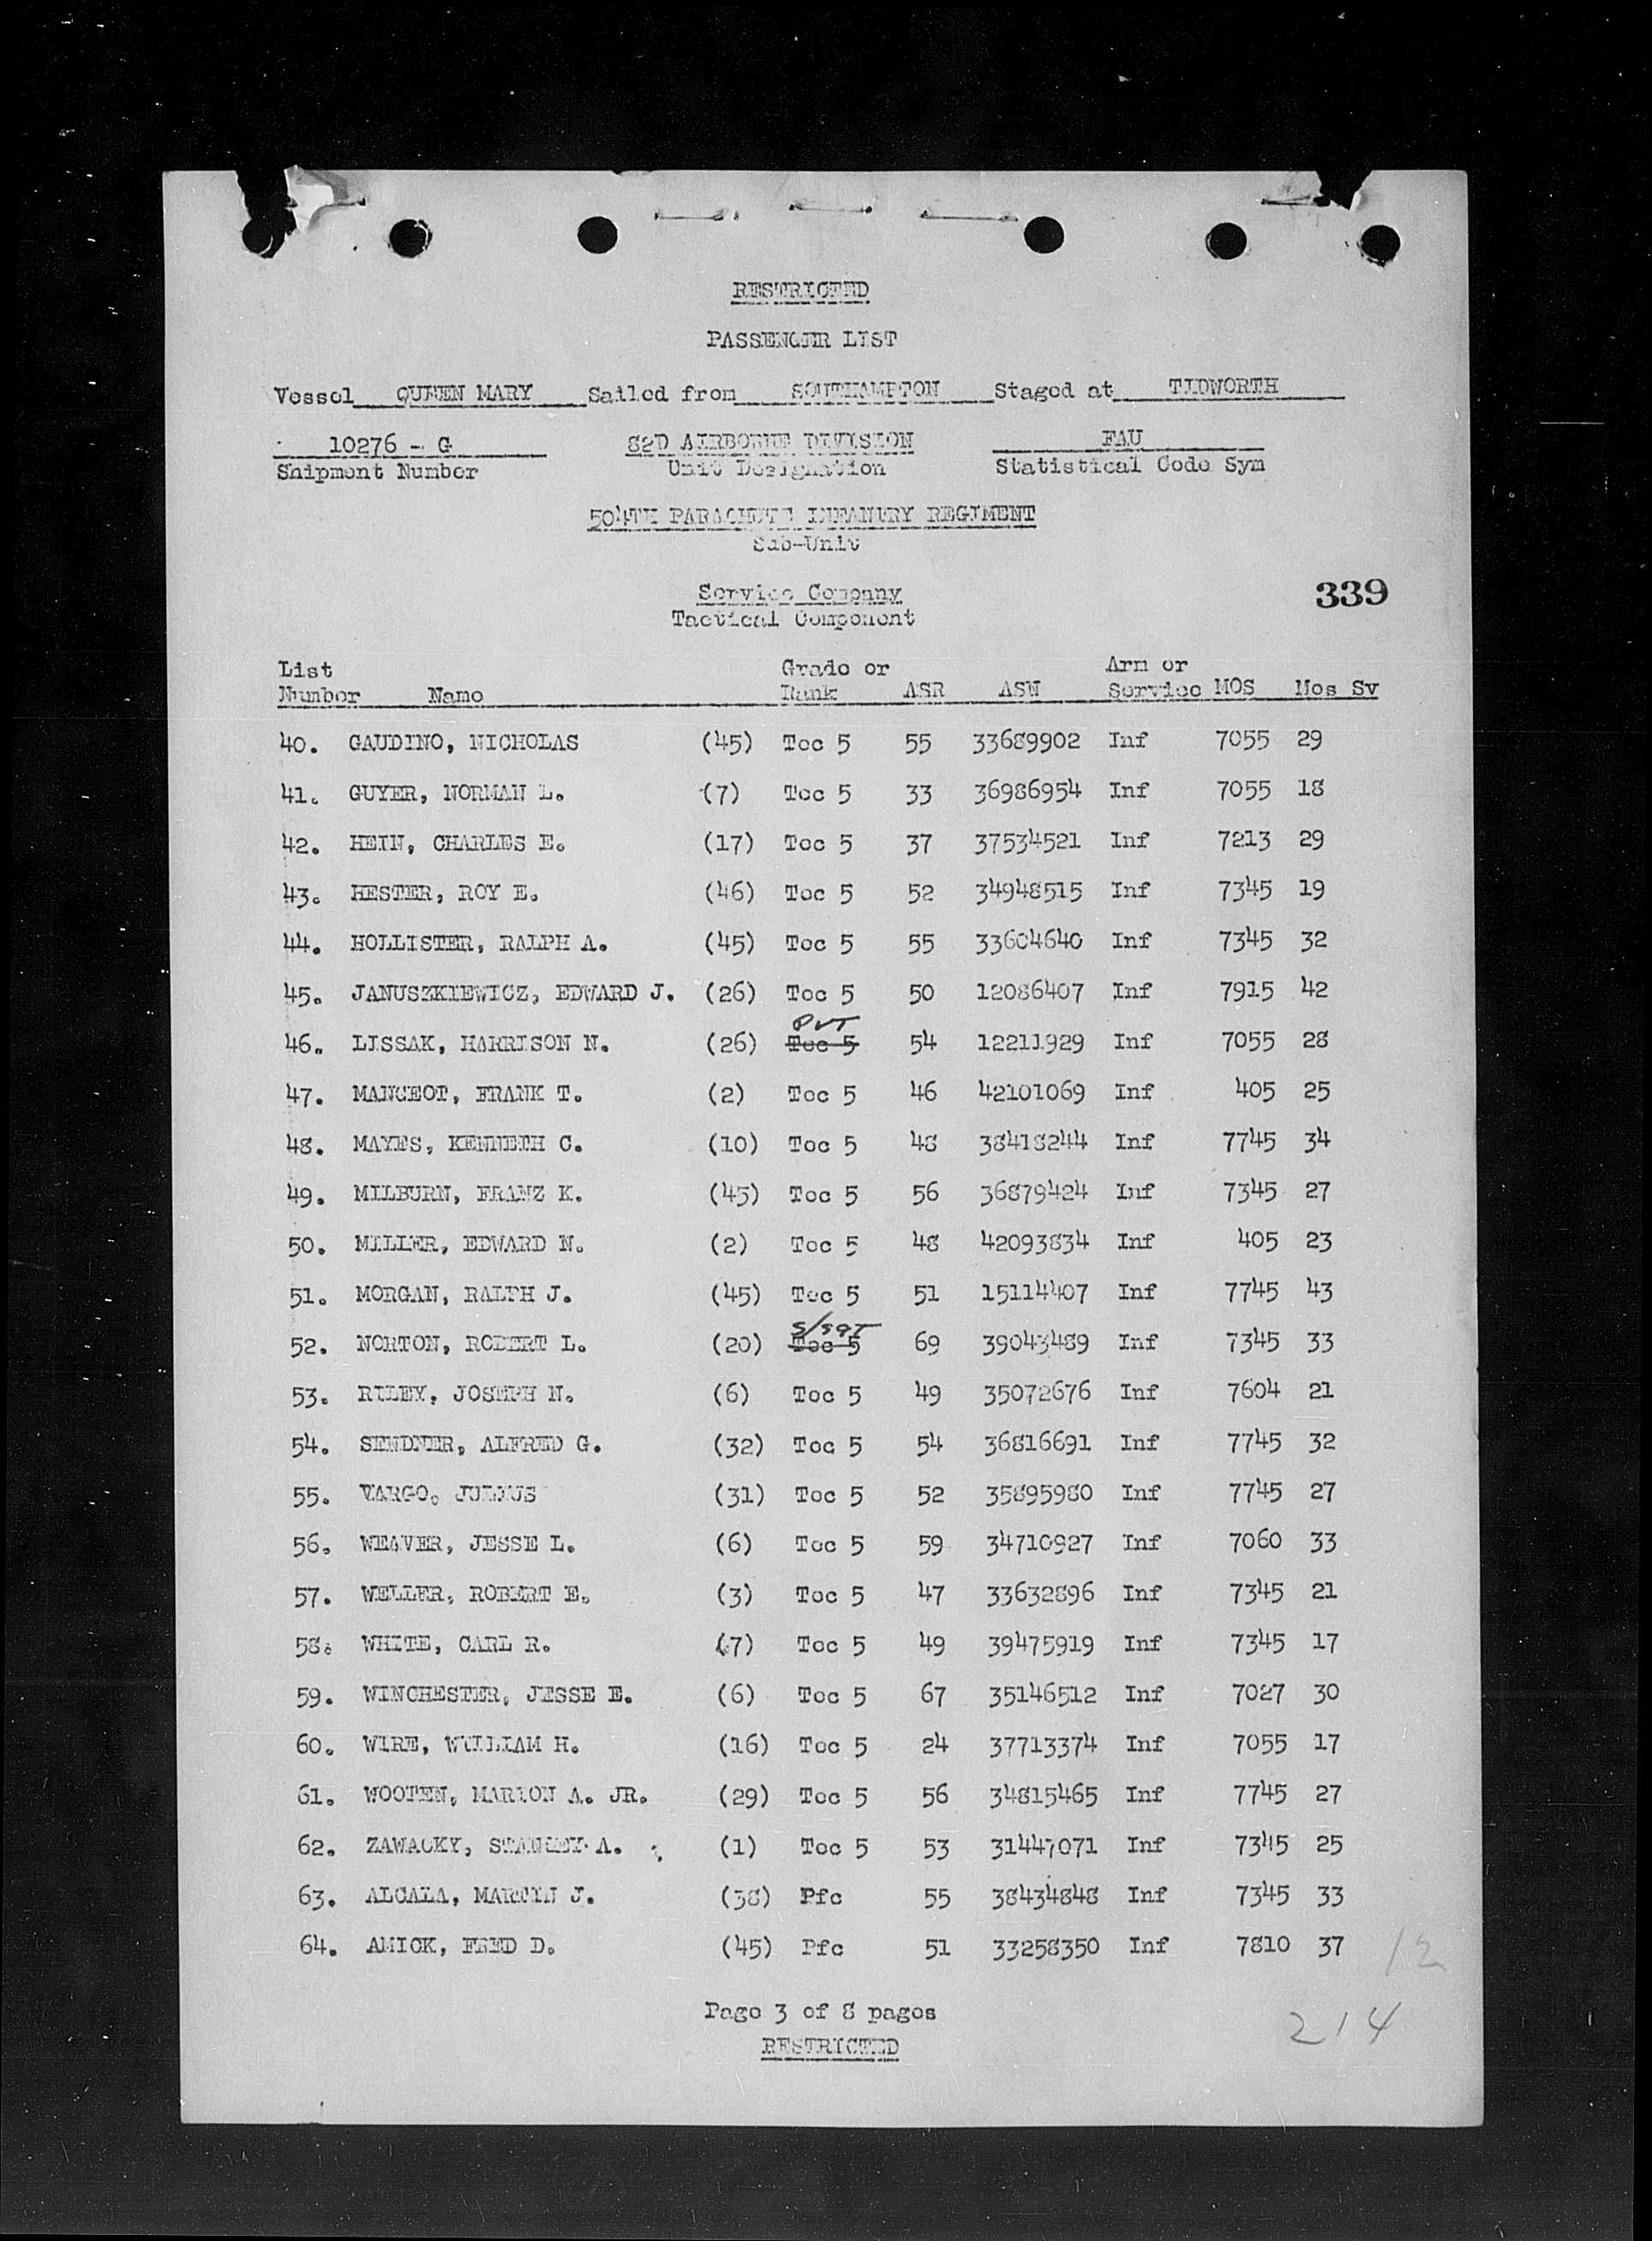 RESTRICTED
PASSENGER LIST
Vessel QUEEN MARY Sailed from SOUTHAMPTON Staged at TIDWORTH
10276 - G 82D AIRBORNE DIVISION FAU
Shipment Number Unit Designation Statistical Code Sym
504TH PARACHUTE INFANTRY REGIMENT
Sub-Unit
339
Service Company
Tactical Component
List Grade or Arm or
Number Name Rank ASR ASN Service MOS Mos Sv
40. GAUDINO, NICHOLAS (45) Tec 5 55 33689902 Inf 7055 29
41. GUYER, NORMAN L. (7) Tec 5 33 36986954 Inf 7055 18
42. HEIN, CHARLES E. (17) Tec 5 37 37534521 Inf 7213 29
43. HESTER, ROY E. (46) Tec 5 52 34948515 Inf 7345 19
44. HOLLISTER, RALPH A. (45) Tec 5 55 33604640 Inf 7345 32
45. JANUSZKIEWICZ, EDWARD J. (26) Tec 5 50 12086407 Inf 7915 42
PVT
46. LISSAK, HARRISON N. (26) Tec 5 54 12211929 Inf 7055 28
47. MANCEOT, FRANK T. (2) Tec 5 46 42101069 Inf 405 25
48. MAYES, KENNETH C. (10) Tec 5 48 38418244 Inf 7745 34
49. MILBURN, FRANZ K. (45) Tec 5 56 36879424 Inf 7345 27
50. MILLER, EDWARD N. (2) Tec 5 48 42093834 Inf 405 23
51. MORGAN, RALPH J. (45) Tec 5 51 15114407 Inf 7745 43
S/SGT
52. NORTON, ROBERT L. (20) Tec 5 69 39043489 Inf 7345 33
53. RILEY, JOSEPH N. (6) Tec 5 49 35072676 Inf 7604 21
54. SENDNER, ALFRED G. (32) Tec 5 54 36816691 Inf 7745 32
55. VARGO, JULIUS (31) Tec 5 52 35895980 Inf 7745 27
56. WEAVER, JESSE L. (6) Tec 5 59 34710927 Inf 7060 33
57. WELLER, ROBERT E. (3) Tec 5 47 33632896 Inf 7345 21
58. WHITE, CARL R. (7) Tec 5 49 39475919 Inf 7345 17
59. WINCHESTER, JESSE E. (6) Tec 5 67 35146512 Inf 7027 30
60. WIRE, WILLIAM H. (16) Tec 5 24 37713374 Inf 7055 17
61. WOOTEN, MARION A. JR. (29) Tec 5 56 34815465 Inf 7745 27
62. ZAWACKY, STANLEY A. (1) Tec 5 53 31447071 Inf 7345 25
63. ALCALA, MARTIN J. (38) Pfc 55 38434848 Inf 7345 33
64. AMICK, FRED D. (45) Pfc 51 33258350 Inf 7810 37
12
Page 3 of 8 pages
214
RESTRICTED